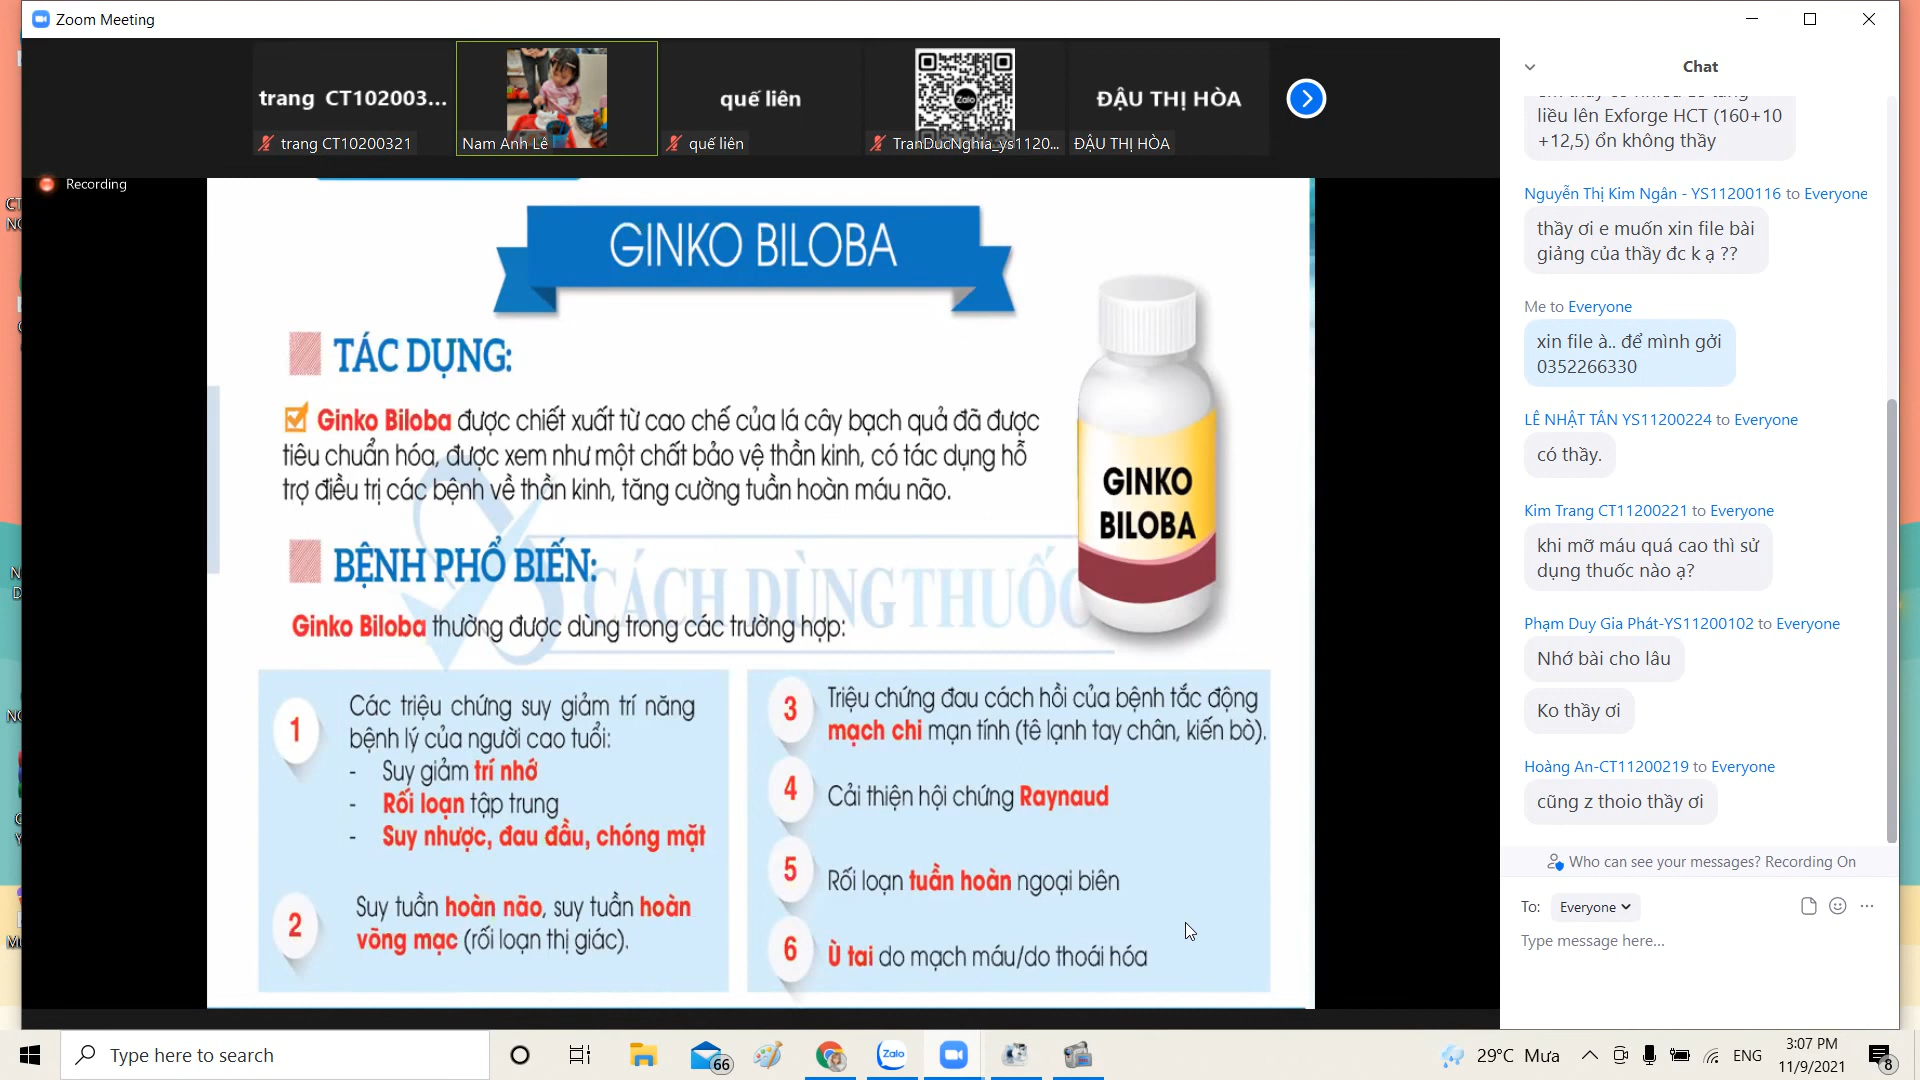 Zoom Meeting
trang CT102003...
trang CT10200321
Nam Anh Lê
quế liên
quế liên
Zalo
TranDucNghia_ys1120...
ĐẬU THỊ HÒA
ĐẬU THỊ HÒA
Recording
GINKO BILOBA
TÁC DỤNG:
Ginko Biloba được chiết xuất từ cao chế của lá cây bạch quả đã được
tiêu chuẩn hóa, được xem như một chất bảo vệ thần kinh, có tác dụng hỗ
trợ điều trị các bệnh về thần kinh, tăng cường tuần hoàn máu não.
GINKO
BILOBA
BỆNH PHỔ BIẾN:
CÁCH DÙNG THUỐC
Ginko Biloba thường được dùng trong các trường hợp:
1
Các triệu chứng suy giảm trí năng
bệnh lý của người cao tuổi:
- Suy giảm trí nhớ
- Rối loạn tập trung
- Suy nhược, đau đầu, chóng mặt
2
Suy tuần hoàn não, suy tuần hoàn
võng mạc (rối loạn thị giác).
3
Triệu chứng đau cách hồi của bệnh tắc động
mạch chi mạn tính (tê lạnh tay chân, kiến bò).
4
Cải thiện hội chứng Raynaud
5
Rối loạn tuần hoàn ngoại biên
6
Ù tai do mạch máu/do thoái hóa
Chat
liều lên Exforge HCT (160+10
+12,5) ổn không thầy
Nguyễn Thị Kim Ngân - YS11200116 to Everyone
thầy ơi e muốn xin file bài
giảng của thầy đc k ạ ??
Me to Everyone
xin file à.. để mình gởi
0352266330
LÊ NHẬT TÂN YS11200224 to Everyone
có thầy.
Kim Trang CT11200221 to Everyone
khi mỡ máu quá cao thì sử
dụng thuốc nào ạ?
Phạm Duy Gia Phát-YS11200102 to Everyone
Nhớ bài cho lâu
Ko thầy ơi
Hoàng An-CT11200219 to Everyone
cũng z thoio thầy ơi
Who can see your messages? Recording On
To: Everyone
Type message here...
Type here to search
66
Zalo
29°C Mưa
ENG
3:07 PM
11/9/2021
8